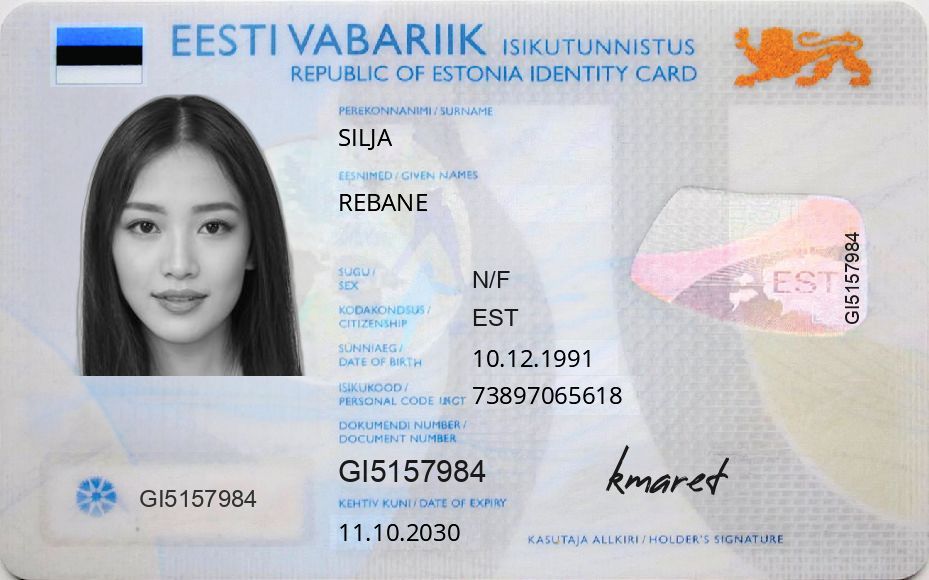 EESTI VABARIIK ISIKUTUNNISTUS
REPUBLIC OF ESTONIA IDENTITY CARD
PEREKONNANIMI / SURNAME
SILJA
EESNIMED / GIVEN NAMES
REBANE
SUGU / SEX
N/F
KODAKONDSUS / CITIZENSHIP
EST
SÜNNIAEG / DATE OF BIRTH
10.12.1991
ISIKUKOOD / PERSONAL CODE
73897065618
DOKUMENDI NUMBER / DOCUMENT NUMBER
GI5157984
KEHTIV KUNI / DATE OF EXPIRY
11.10.2030
GI5157984
EST
GI5157984
kmaret
KASUTAJA ALLKIRI / HOLDER'S SIGNATURE